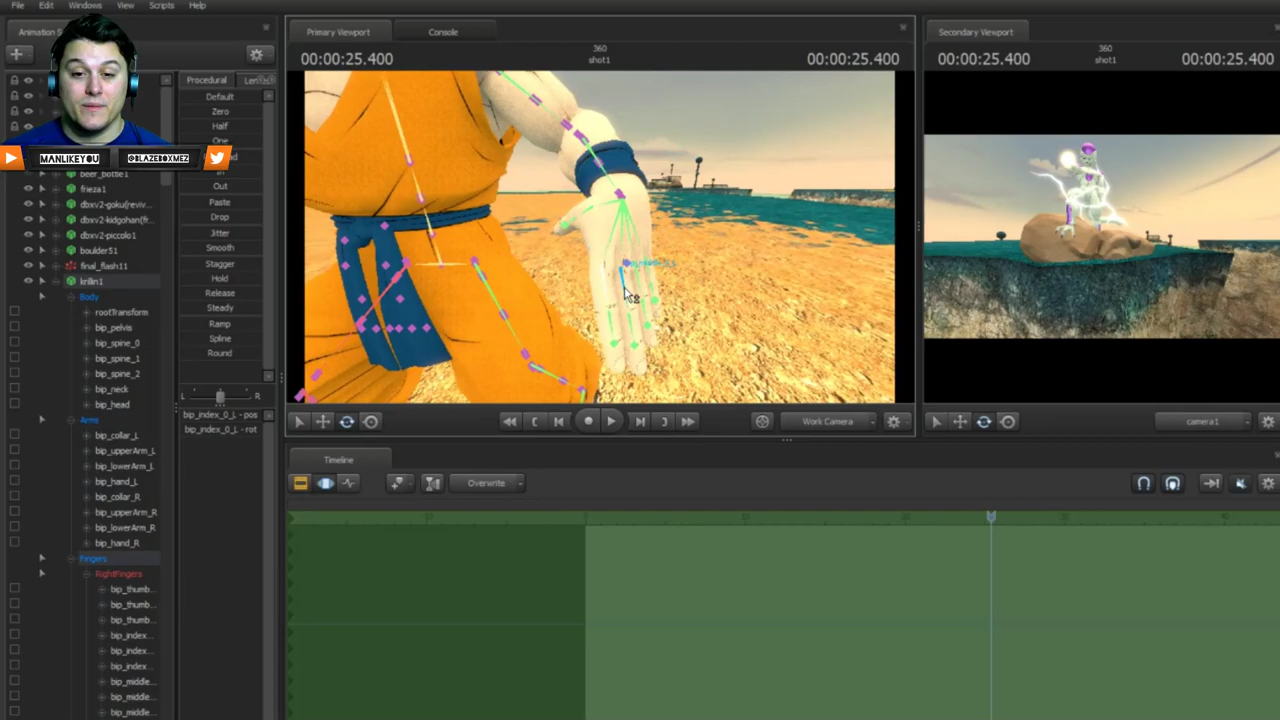 File Edit Windows View Scripts Help
Primary Viewport Console
Secondary Viewport
00:00:25.400 360 shot1 00:00:25.400
00:00:25.400 360 shot1 00:00:25.400
MANLIKEYOU @BLAZEBOXMEZ
beer_bottle1
frieza1
dbxv2-goku(reviv...
dbxv2-kidgohan(fr...
dbxv2-piccolo1
boulder51
final_flash11
krillin1
Body
rootTransform
bip_pelvis
bip_spine_0
bip_spine_1
bip_spine_2
bip_neck
bip_head
Arms
bip_collar_L
bip_upperArm_L
bip_lowerArm_L
bip_hand_L
bip_collar_R
bip_upperArm_R
bip_lowerArm_R
bip_hand_R
Fingers
RightFingers
bip_thumb...
bip_thumb...
bip_thumb...
bip_index...
bip_index...
bip_index...
bip_middle...
bip_middle...
bip_middle...
Procedural
Default
Zero
Half
One
Out
Paste
Drop
Jitter
Smooth
Stagger
Hold
Release
Steady
Ramp
Spline
Round
L R
bip_index_0_L - pos
bip_index_0_L - rot
Work Camera
camera1
Timeline
Overwrite